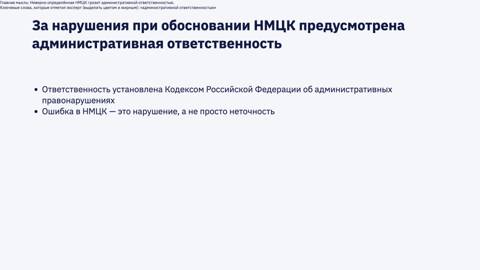 Главная мысль: Неверно определённая НМЦК грозит административной ответственностью.
Ключевые слова, которые отметил эксперт (выделить цветом и жирным): «административной ответственностью»
За нарушения при обосновании НМЦК предусмотрена
административная ответственность
• Ответственность установлена Кодексом Российской Федерации об административных
правонарушениях
• Ошибка в НМЦК — это нарушение, а не просто неточность